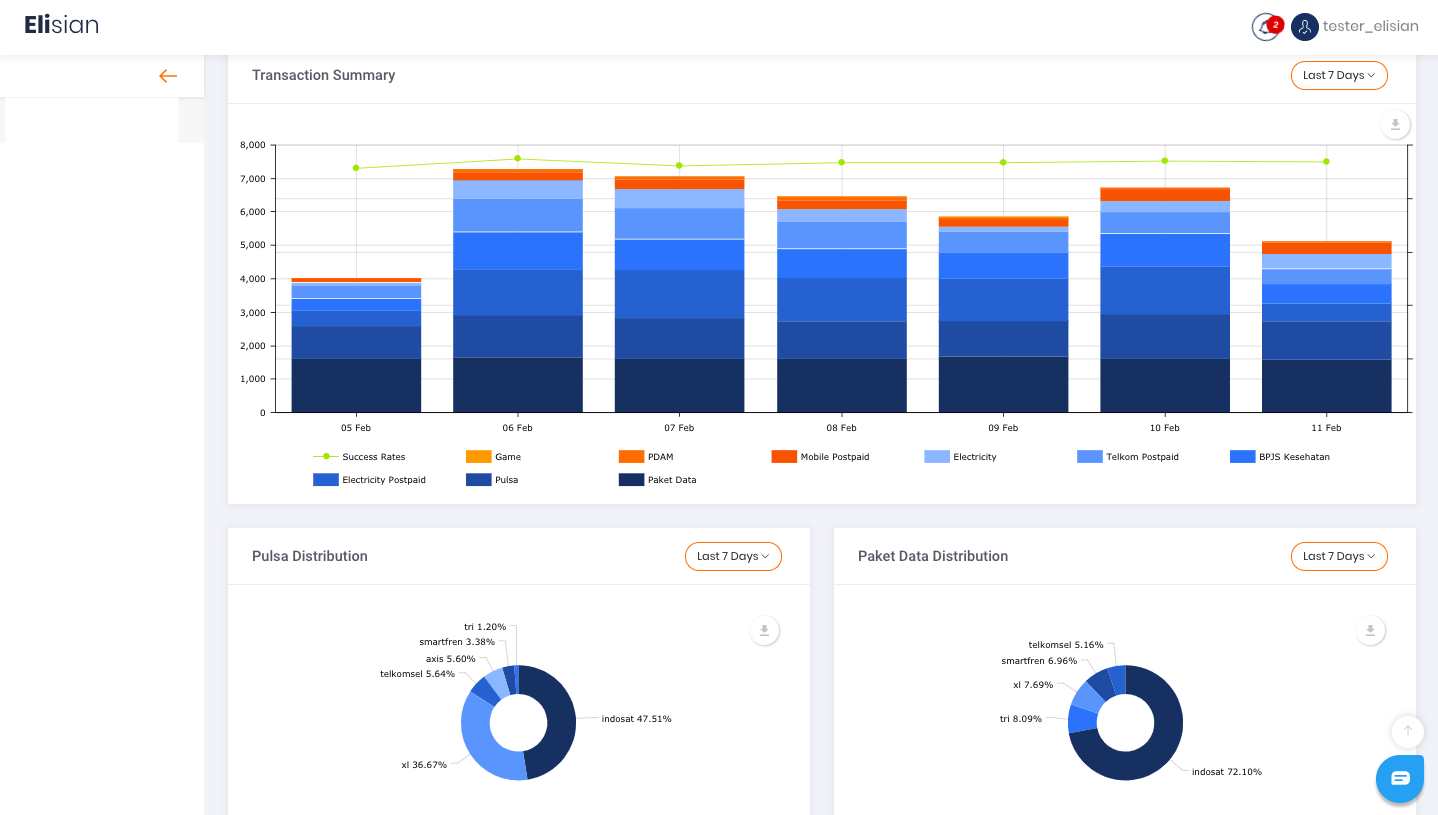 Elisian
2
tester_elisian
Transaction Summary
Last 7 Days
8,000
7,000
6,000
5,000
4,000
3,000
2,000
1,000
0
05 Feb 06 Feb 07 Feb 08 Feb 09 Feb 10 Feb 11 Feb
Success Rates Game PDAM Mobile Postpaid Electricity Telkom Postpaid BPJS Kesehatan
Electricity Postpaid Pulsa Paket Data
Pulsa Distribution
Last 7 Days
tri 1.20%
smartfren 3.38%
axis 5.60%
telkomsel 5.64%
indosat 47.51%
xl 36.67%
Paket Data Distribution
Last 7 Days
telkomsel 5.16%
smartfren 6.96%
xl 7.69%
tri 8.09%
indosat 72.10%